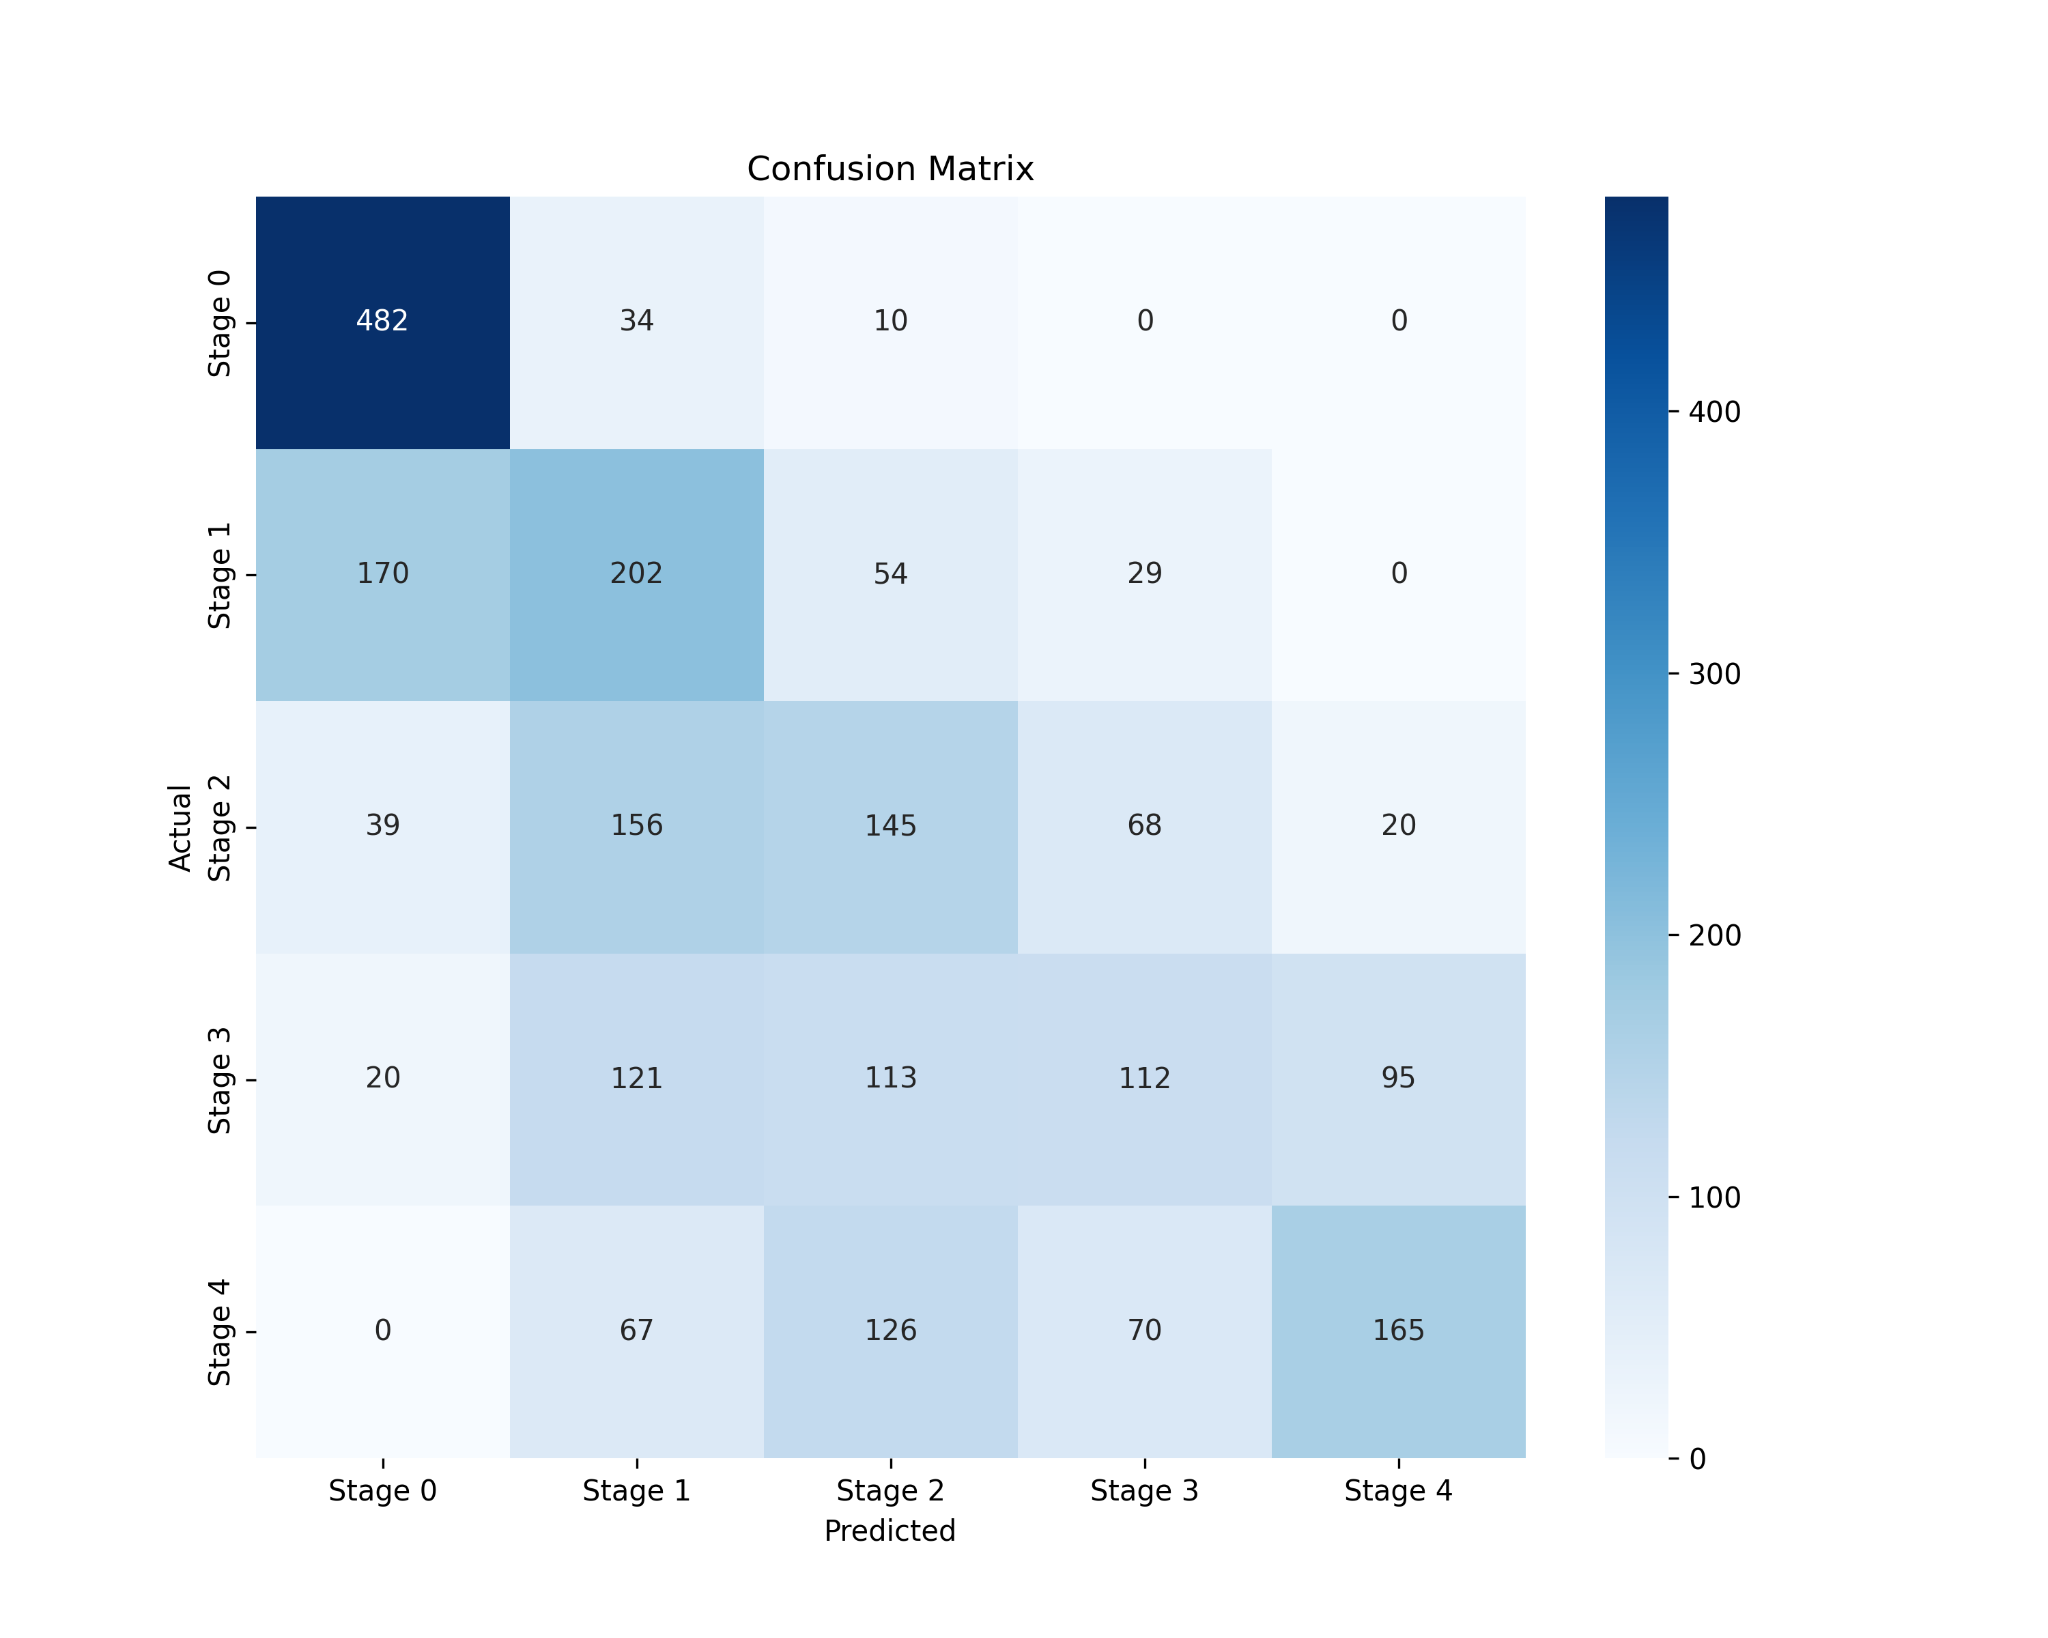 Confusion Matrix
Stage 0 482 34 10 0 0
Stage 1 170 202 54 29 0
Stage 2 39 156 145 68 20
Stage 3 20 121 113 112 95
Stage 4 0 67 126 70 165
Stage 0 Stage 1 Stage 2 Stage 3 Stage 4
Predicted
Actual
400
300
200
100
0